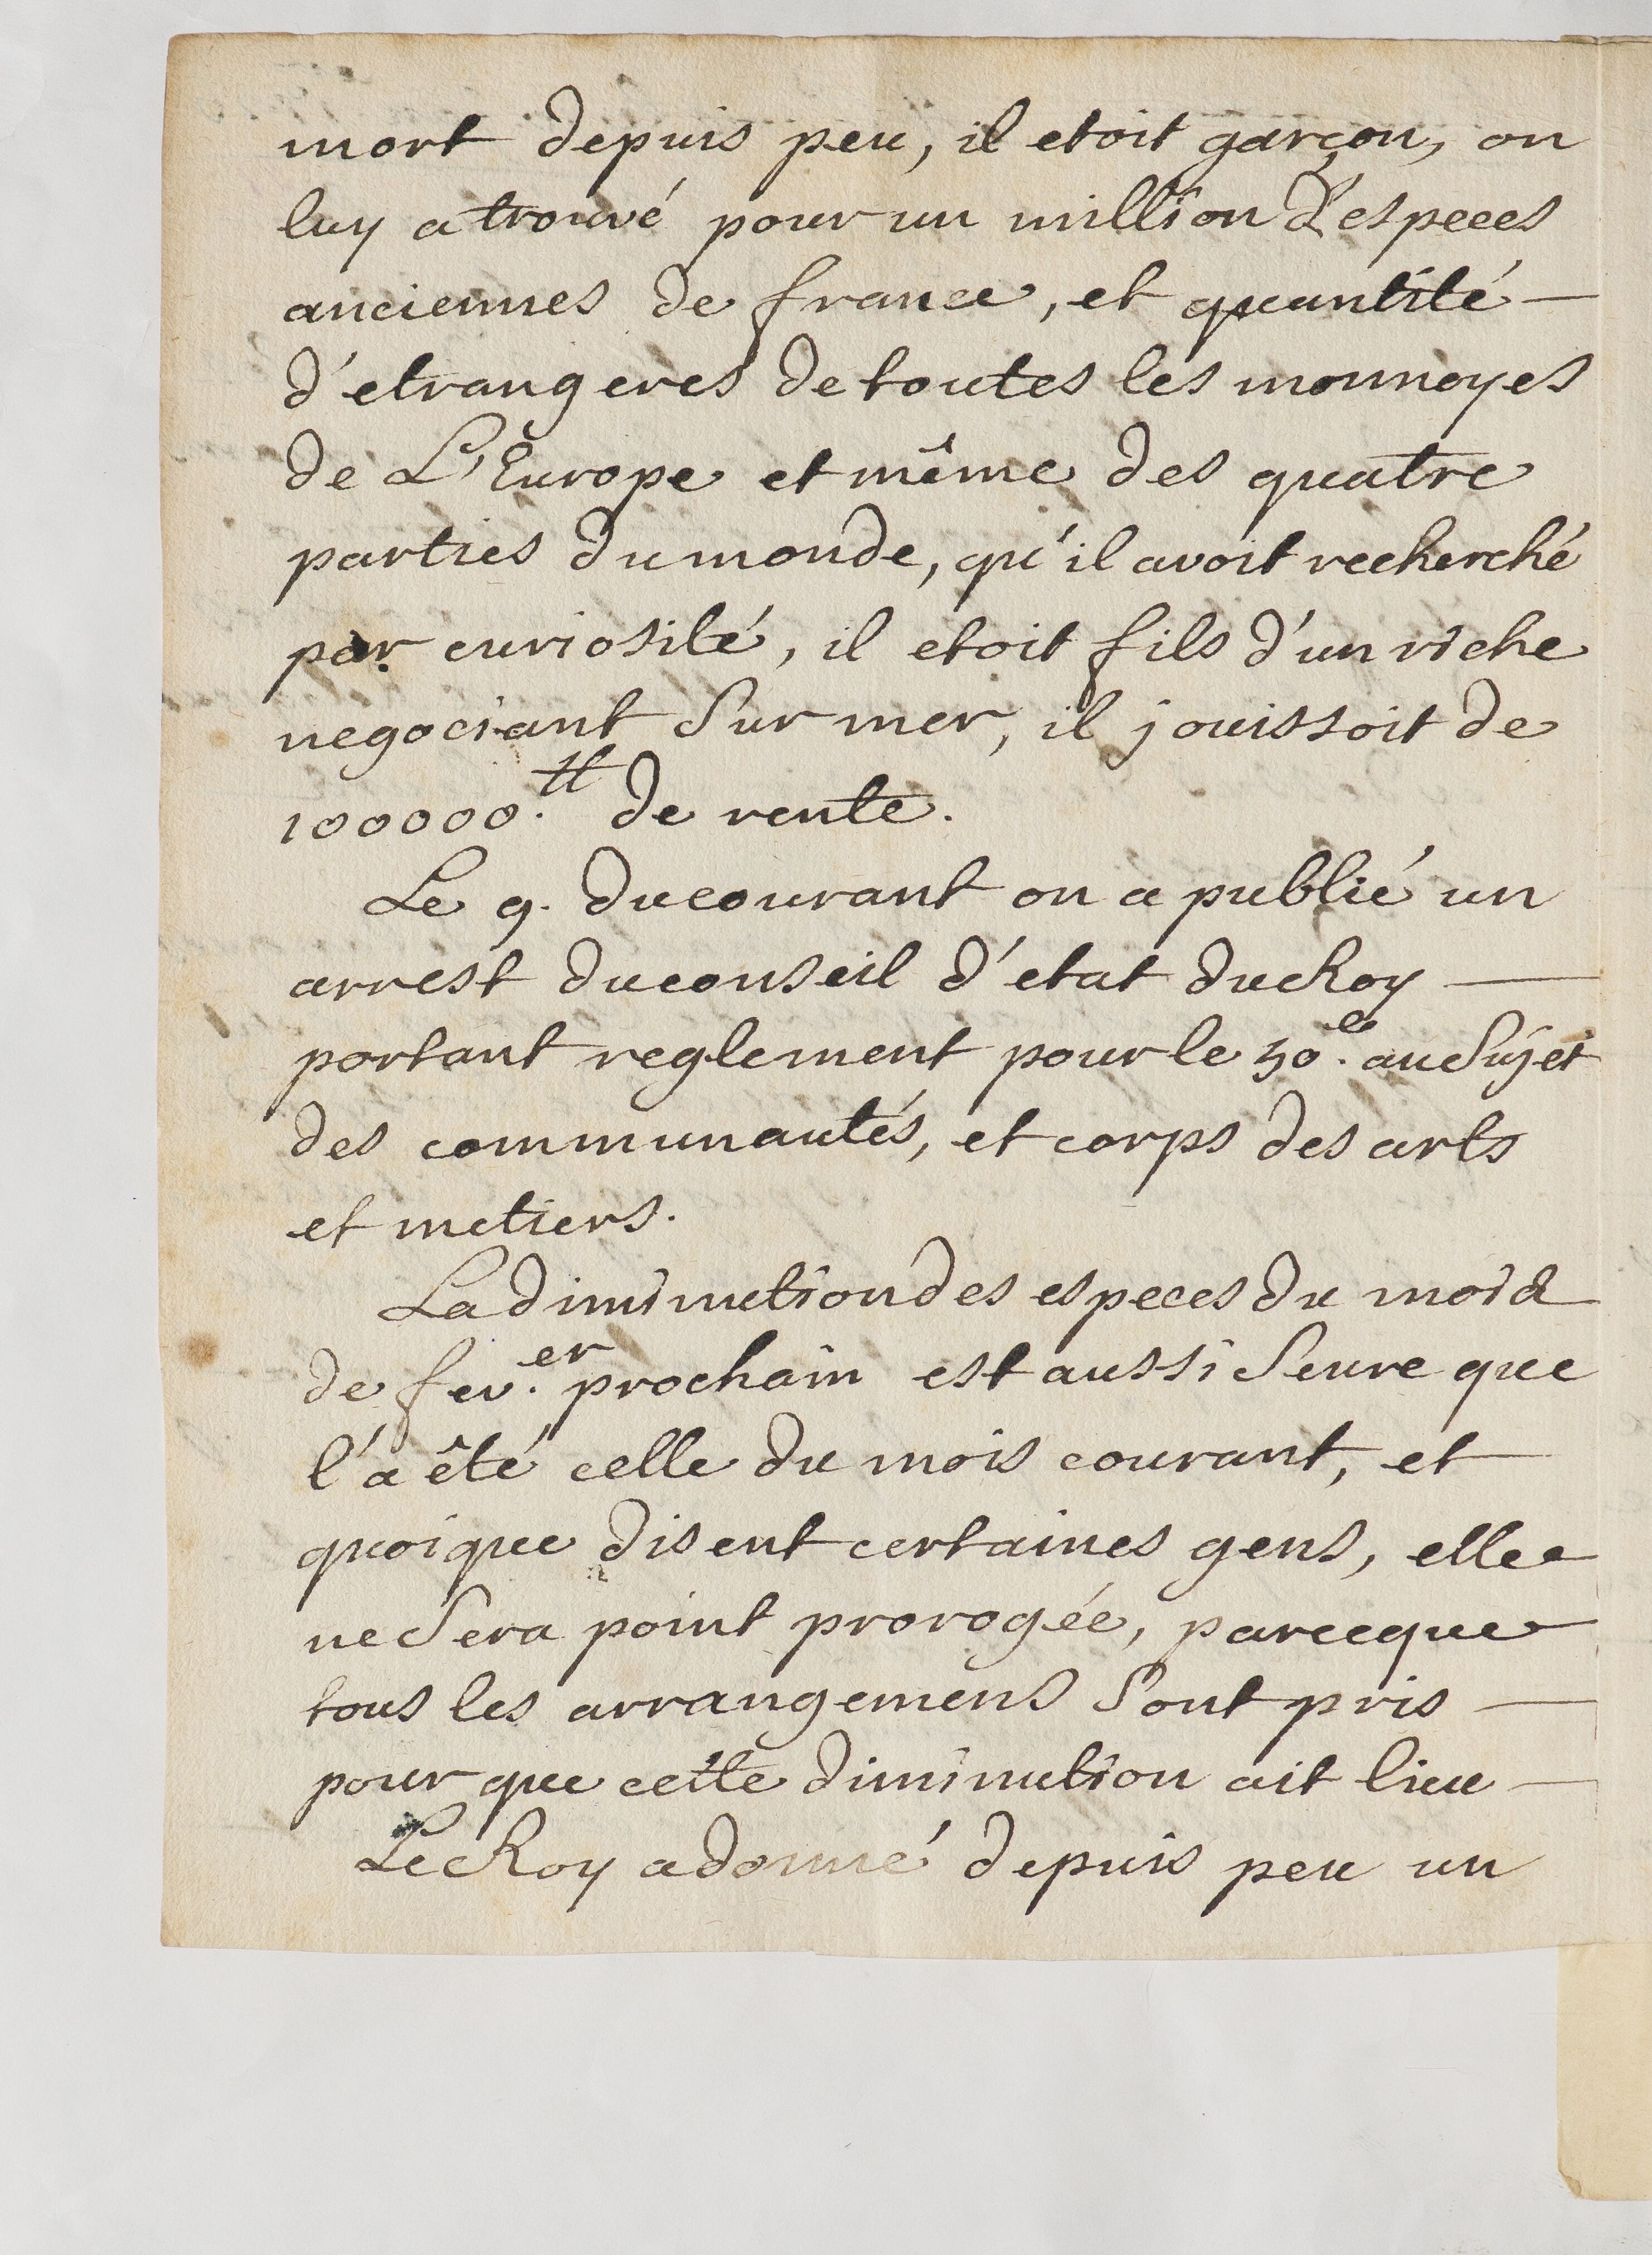 mort depuis peu, il etoit garçon, on
luy a trouvé pour un million d'especes
anciennes de france, et quantité —
d'etrangeres de toutes les monnoyes
de L'Europe et même des quatre
parties du monde, qu'il avoit recherché
par curiosité, il etoit fils d'un riche
negociant Sur mer, il jouissoit de
100000.tt de rente.
Le 9. du courant on a publié un
arrest du conseil d'etat du Roy —
portant reglement pour le 50.e au Sujet
des communautés, et corps des arts
et metiers.
La diminution des especes du mois
de fev.er prochain est aussi Seure que
l'a êté celle du mois courant, et
quoique disent certaines gens, elle
ne Sera point prorogée, parceque
tous les arrangemens Sont pris —
pour que cette diminution ait lieu —
Le Roy a donné depuis peu un